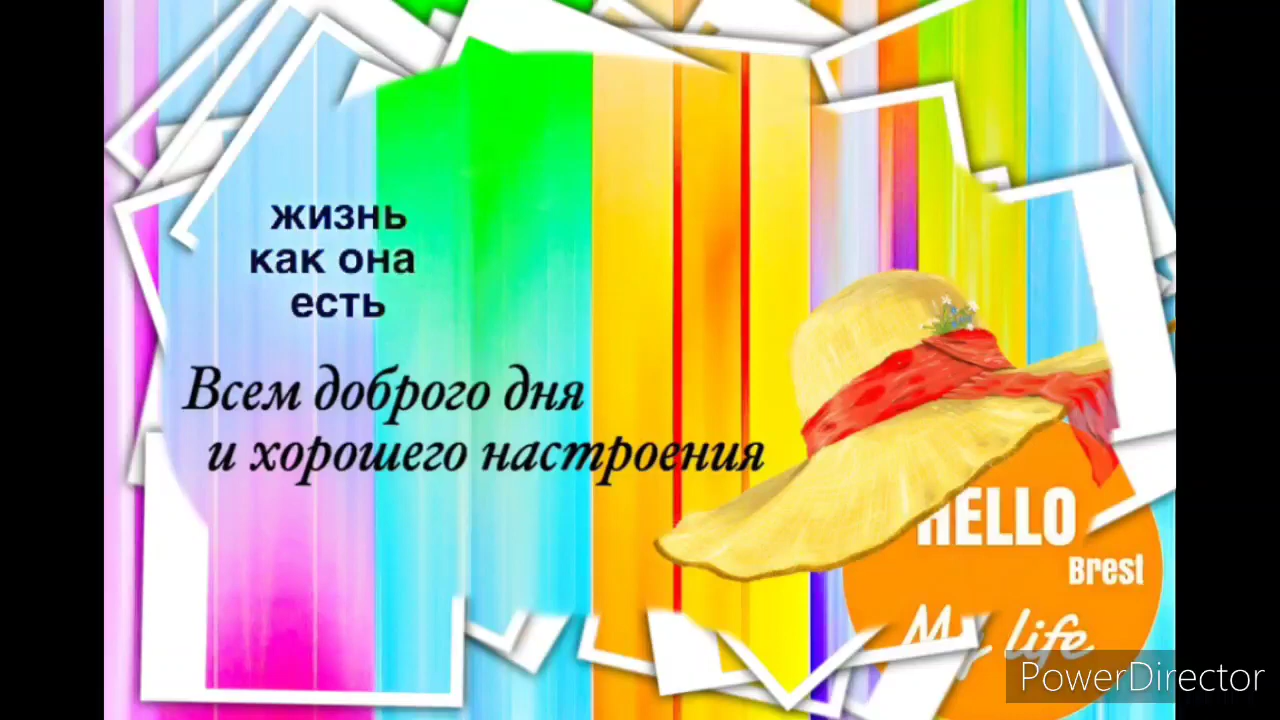 жизнь
как она
есть
Всем доброго дня
и хорошего настроения
HELLO
Brest
My life
PowerDirector